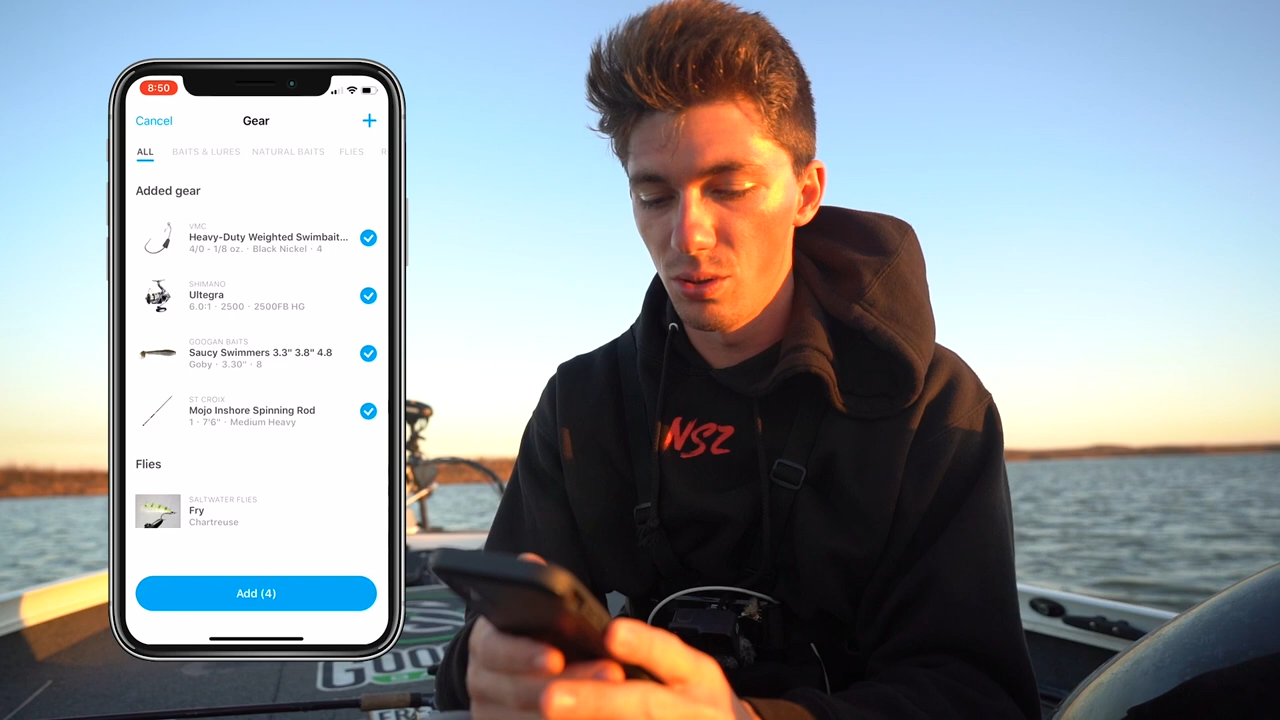 8:50
Cancel
Gear
+
ALL
BAITS & LURES
NATURAL BAITS
FLIES
Added gear
VMC
Heavy-Duty Weighted Swimbait...
4/0 - 1/8 oz. · Black Nickel · 4
SHIMANO
Ultegra
6.0:1 · 2500 · 2500FB HG
GOOGAN BAITS
Saucy Swimmers 3.3" 3.8" 4.8
Goby · 3.30" · 8
ST CROIX
Mojo Inshore Spinning Rod
1 · 7'6" · Medium Heavy
Flies
SALTWATER FLIES
Fry
Chartreuse
Add (4)
NSZ